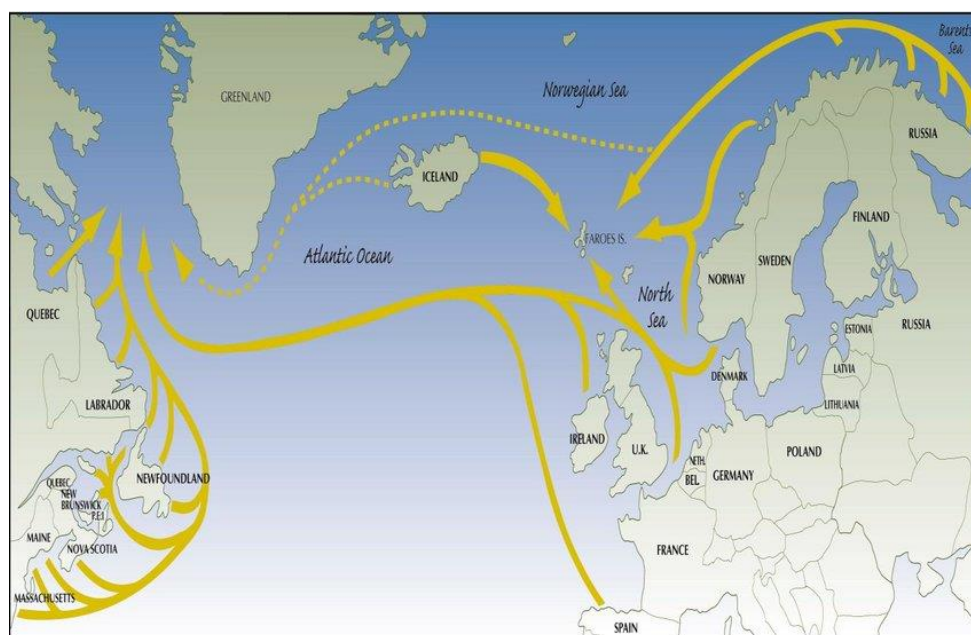 Barents
Sea
Norwegian Sea
GREENLAND
RUSSIA
ICELAND
FINLAND
FAROES IS.
Atlantic Ocean
NORWAY
SWEDEN
North
Sea
QUEBEC
RUSSIA
ESTONIA
LATVIA
DENMARK
LITHUANIA
LABRADOR
IRELAND
U.K.
POLAND
NETH.
GERMANY
BEL.
NEWFOUNDLAND
QUEBEC
NEW
BRUNSWICK
P.E.I
MAINE
NOVA SCOTIA
FRANCE
MASSACHUSETTS
SPAIN